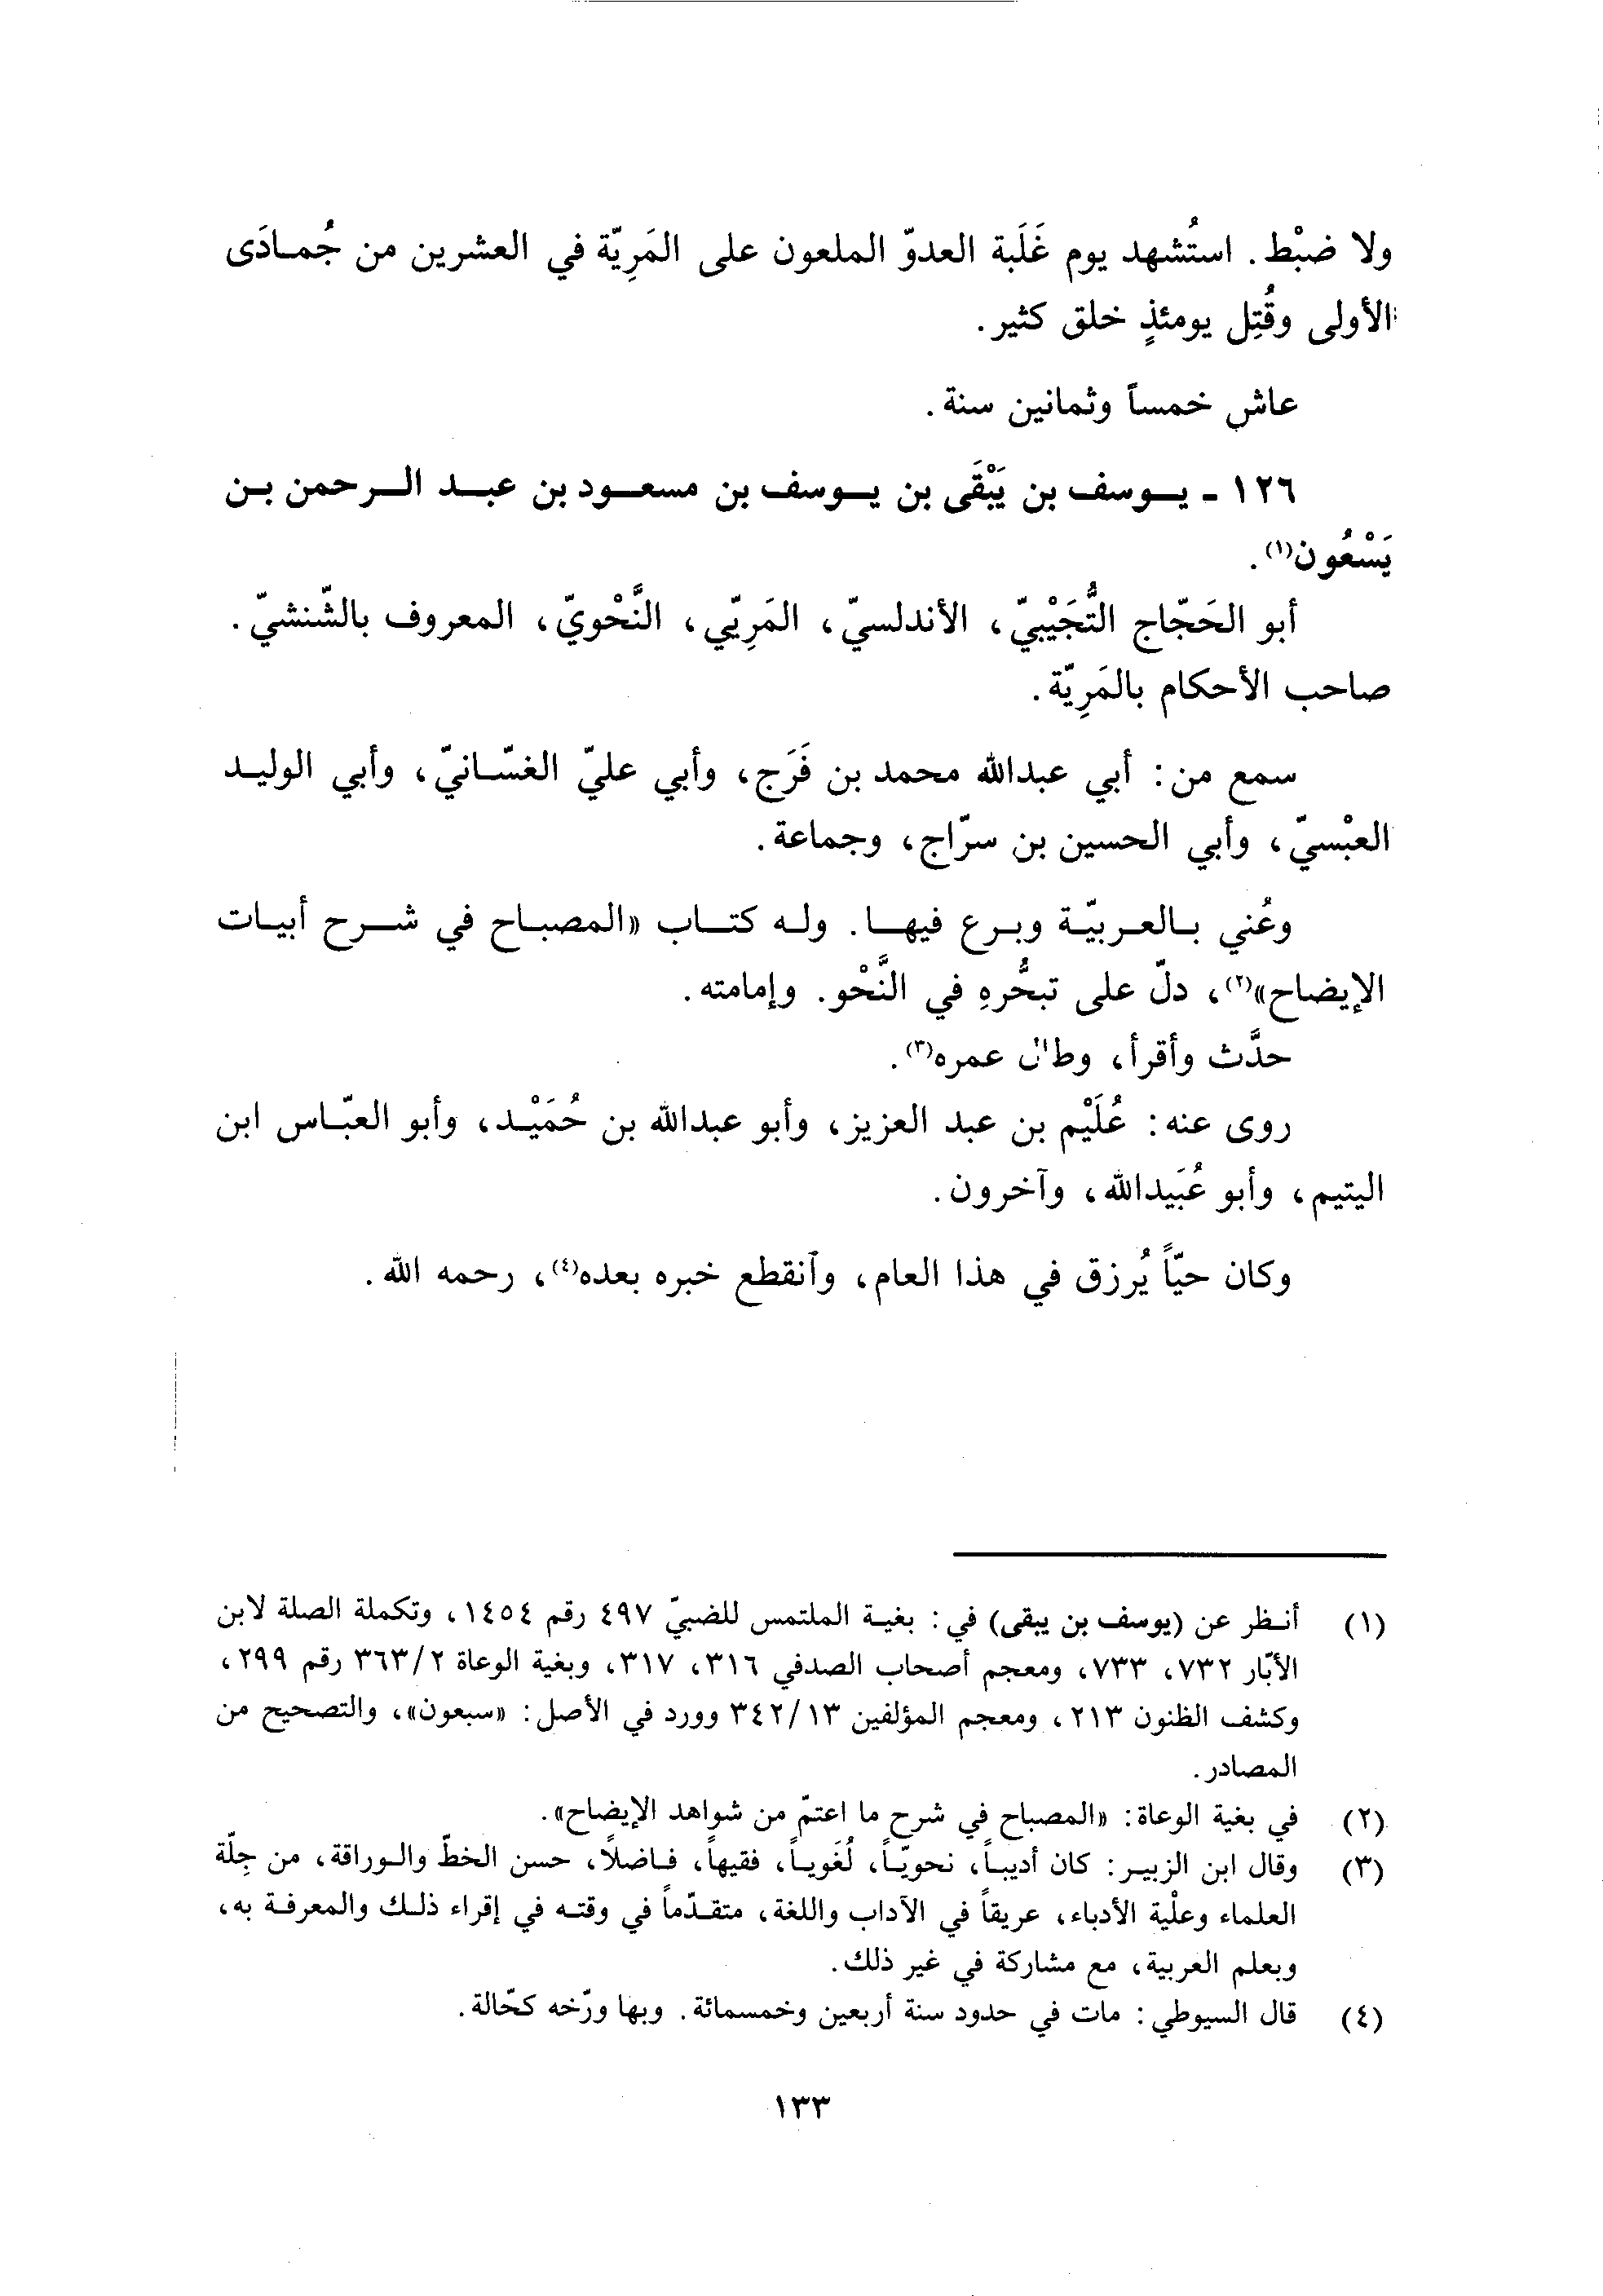 ولا ضبْط. استُشهد يوم غَلَبة العدوّ الملعون على المَرِيّة في العشرين من جُمادَى
الأولى وقُتِل يومئذٍ خلق كثير.
عاش خمساً وثمانين سنة.
١٢٦ ـ يوسف بن يَبْقَى بن يوسف بن مسعود بن عبد الرحمن بن
يَسْعُون(١).
أبو الحَجّاج التُّجَيْبيّ، الأندلسيّ، المَرِيّي، النَّحْويّ، المعروف بالشّنشيّ.
صاحب الأحكام بالمَرِيّة.
سمع من: أبي عبدالله محمد بن فَرَج، وأبي عليّ الغسّانيّ، وأبي الوليد
العبْسيّ، وأبي الحسين بن سرّاج، وجماعة.
وعُني بالعربيّة وبرع فيها. وله كتاب «المصباح في شرح أبيات
الإيضاح»(٢)، دلّ على تبحُّرهِ في النَّحْو. وإمامته.
حدَّث وأقرأ، وطال عمره(٣).
روى عنه: عُلَيْم بن عبد العزيز، وأبو عبدالله بن حُمَيْد، وأبو العبّاس ابن
اليتيم، وأبو عُبَيدالله، وآخرون.
وكان حيّاً يُرزق في هذا العام، وٱنقطع خبره بعده(٤)، رحمه الله.
(١) أنظر عن (يوسف بن يبقى) في: بغية الملتمس للضبيّ ٤٩٧ رقم ١٤٥٤، وتكملة الصلة لابن
الأبّار ٧٣٢، ٧٣٣، ومعجم أصحاب الصدفي ٣١٦، ٣١٧، وبغية الوعاة ٣٦٣/٢ رقم ٢٩٩،
وكشف الظنون ٢١٣، ومعجم المؤلفين ٣٤٢/١٣ وورد في الأصل: «سبعون»، والتصحيح من
المصادر.
(٢) في بغية الوعاة: «المصباح في شرح ما اعتمّ من شواهد الإيضاح».
(٣) وقال ابن الزبير: كان أديباً، نحويّاً، لُغَوياً، فقيهاً، فاضلاً، حسن الخطّ والوراقة، من جِلّة
العلماء وعلْية الأدباء، عريقاً في الآداب واللغة، متقدّماً في وقته في إقراء ذلك والمعرفة به،
وبعلم العربية، مع مشاركة في غير ذلك.
(٤) قال السيوطي: مات في حدود سنة أربعين وخمسمائة. وبها ورّخه كحّالة.
١٣٣